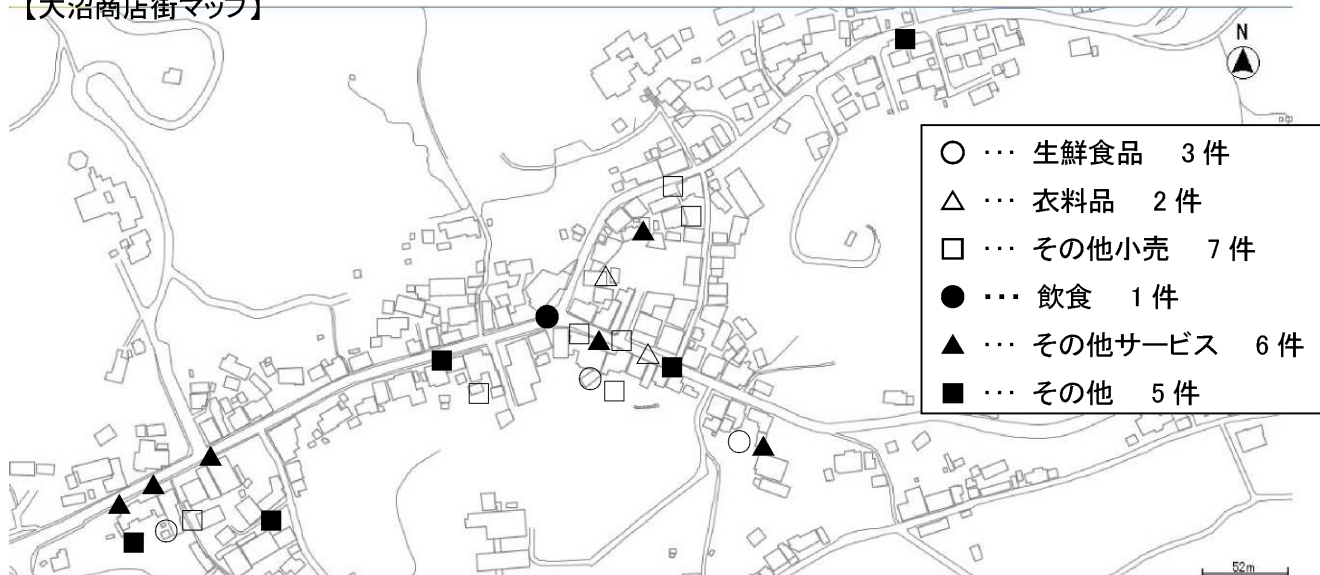 【大沼商店街マップ】
N
○ ･･･ 生鮮食品 3 件
△ ･･･ 衣料品 2 件
□ ･･･ その他小売 7 件
● ･･･ 飲食 1 件
▲ ･･･ その他サービス 6 件
■ ･･･ その他 5 件
52m